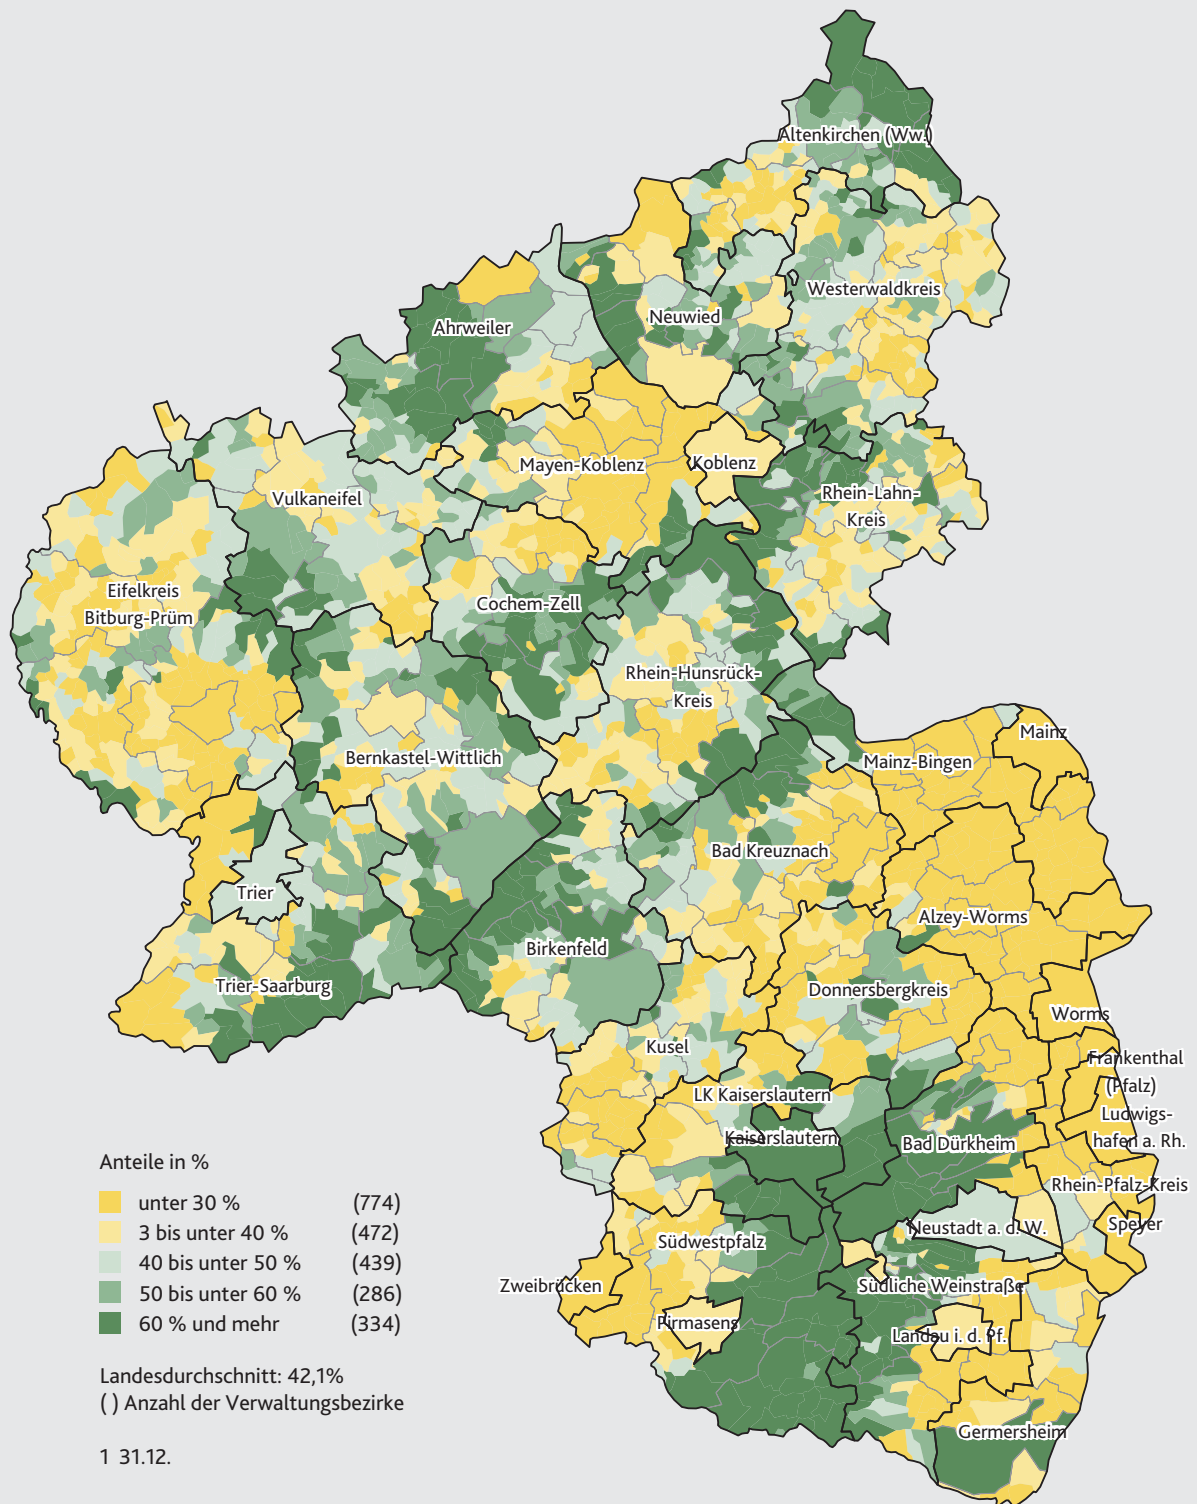 Altenkirchen (Ww.)
Westerwaldkreis
Neuwied
Ahrweiler
Mayen-Koblenz
Koblenz
Vulkaneifel
Rhein-Lahn-
Kreis
Eifelkreis
Bitburg-Prüm
Cochem-Zell
Rhein-Hunsrück-
Kreis
Mainz
Mainz-Bingen
Bernkastel-Wittlich
Bad Kreuznach
Trier
Alzey-Worms
Birkenfeld
Trier-Saarburg
Donnersbergkreis
Worms
Kusel
Frankenthal
(Pfalz)
LK Kaiserslautern
Ludwigs-
hafen a. Rh.
Kaiserslautern
Bad Dürkheim
Rhein-Pfalz-Kreis
Neustadt a. d. W.
Speyer
Südwestpfalz
Zweibrücken
Südliche Weinstraße
Pirmasens
Landau i. d. Pf.
Germersheim
Anteile in %
unter 30 % (774)
3 bis unter 40 % (472)
40 bis unter 50 % (439)
50 bis unter 60 % (286)
60 % und mehr (334)
Landesdurchschnitt: 42,1%
( ) Anzahl der Verwaltungsbezirke
1 31.12.